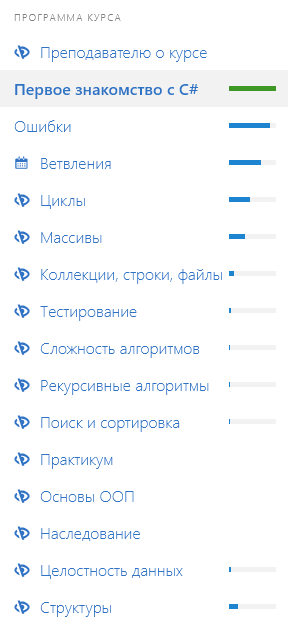 ПРОГРАММА КУРСА
Преподавателю о курсе
Первое знакомство с C#
Ошибки
Ветвления
Циклы
Массивы
Коллекции, строки, файлы
Тестирование
Сложность алгоритмов
Рекурсивные алгоритмы
Поиск и сортировка
Практикум
Основы ООП
Наследование
Целостность данных
Структуры